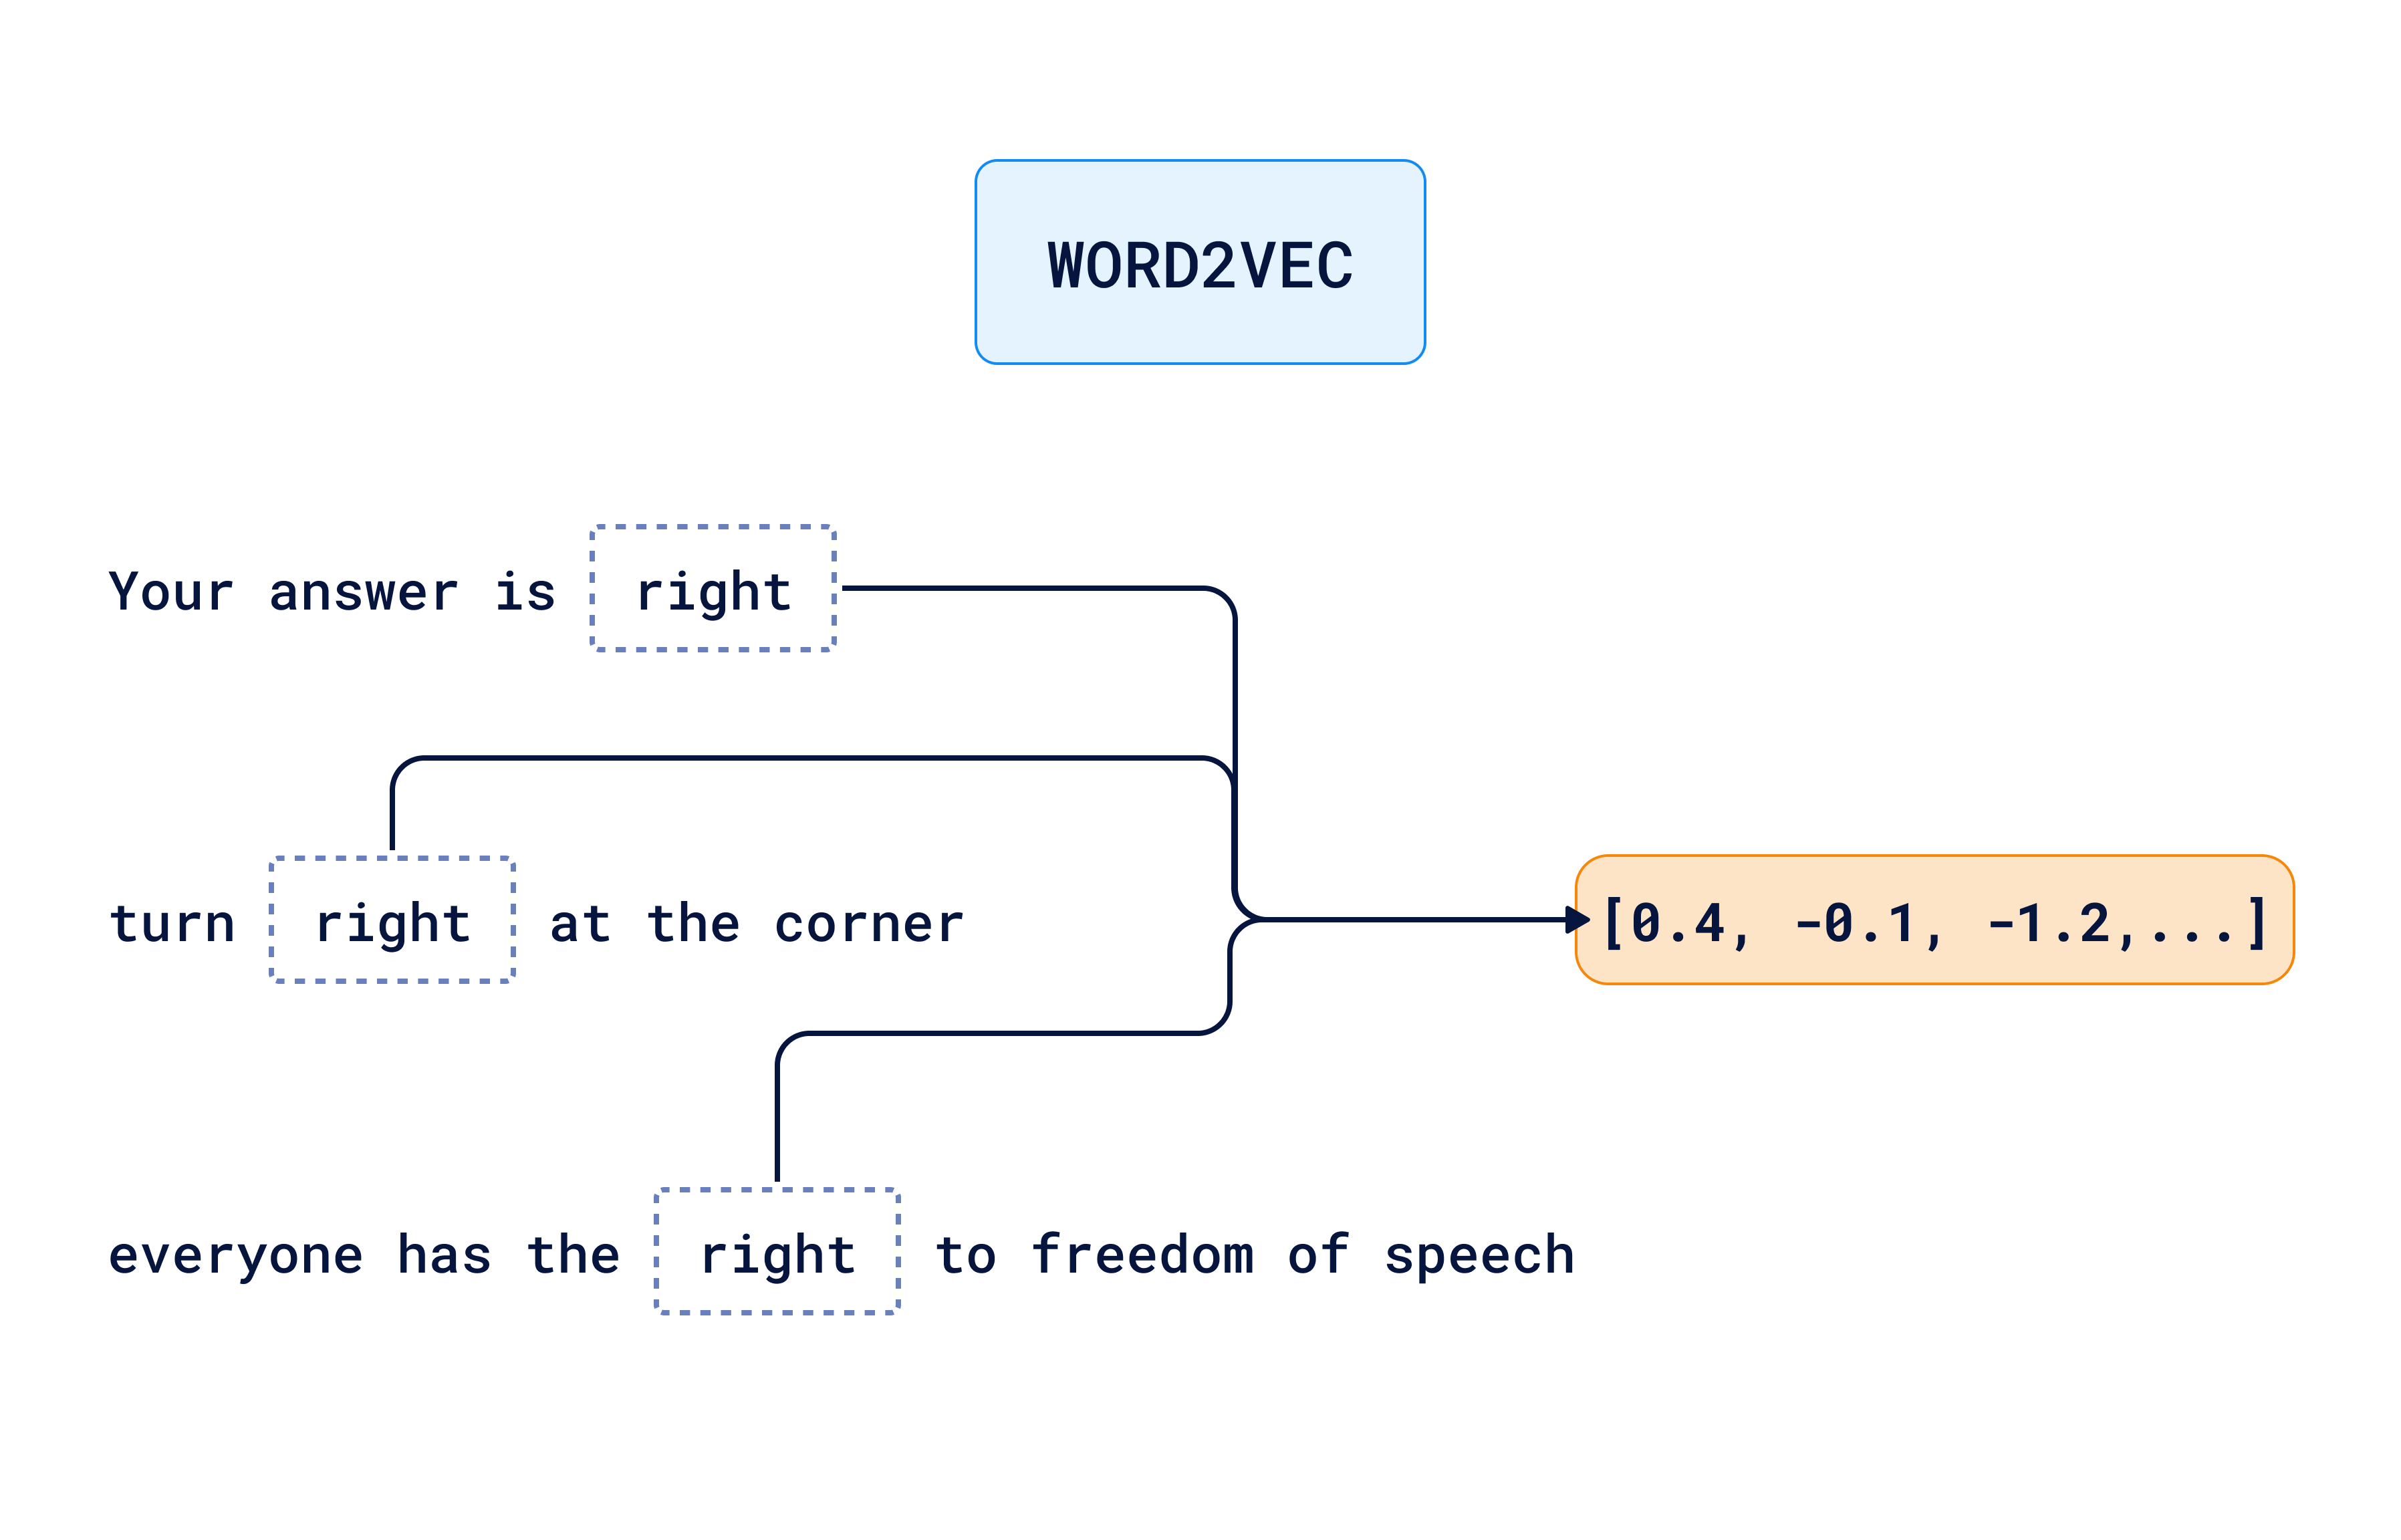 WORD2VEC
Your answer is right
turn right at the corner
[0.4, -0.1, -1.2,...]
everyone has the right to freedom of speech